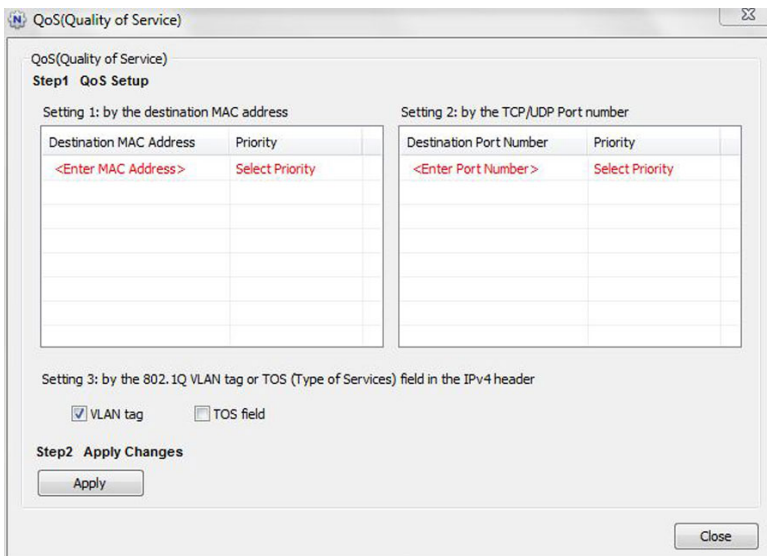 QoS(Quality of Service)
QoS(Quality of Service)
Step1 QoS Setup
Setting 1: by the destination MAC address
Setting 2: by the TCP/UDP Port number
Destination MAC Address Priority
Destination Port Number Priority
<Enter MAC Address> Select Priority
<Enter Port Number> Select Priority
Setting 3: by the 802.1Q VLAN tag or TOS (Type of Services) field in the IPv4 header
VLAN tag
TOS field
Step2 Apply Changes
Apply
Close